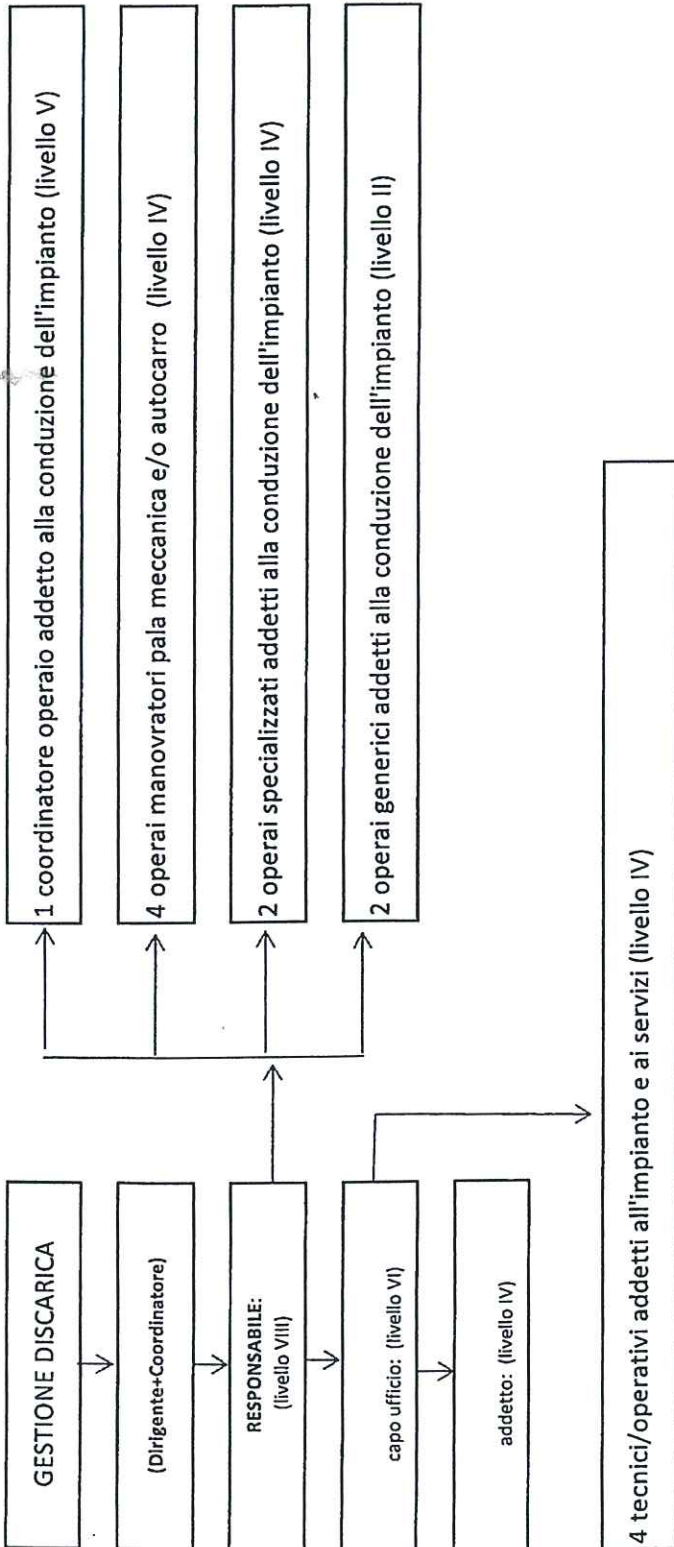 GESTIONE DISCARICA
(Dirigente+Coordinatore)
RESPONSABILE:
(livello VIII)
capo ufficio: (livello VI)
addetto: (livello IV)
1 coordinatore operaio addetto alla conduzione dell'impianto (livello V)
4 operai manovratori pala meccanica e/o autocarro (livello IV)
2 operai specializzati addetti alla conduzione dell'impianto (livello IV)
2 operai generici addetti alla conduzione dell'impianto (livello II)
4 tecnici/operativi addetti all'impianto e ai servizi (livello IV)